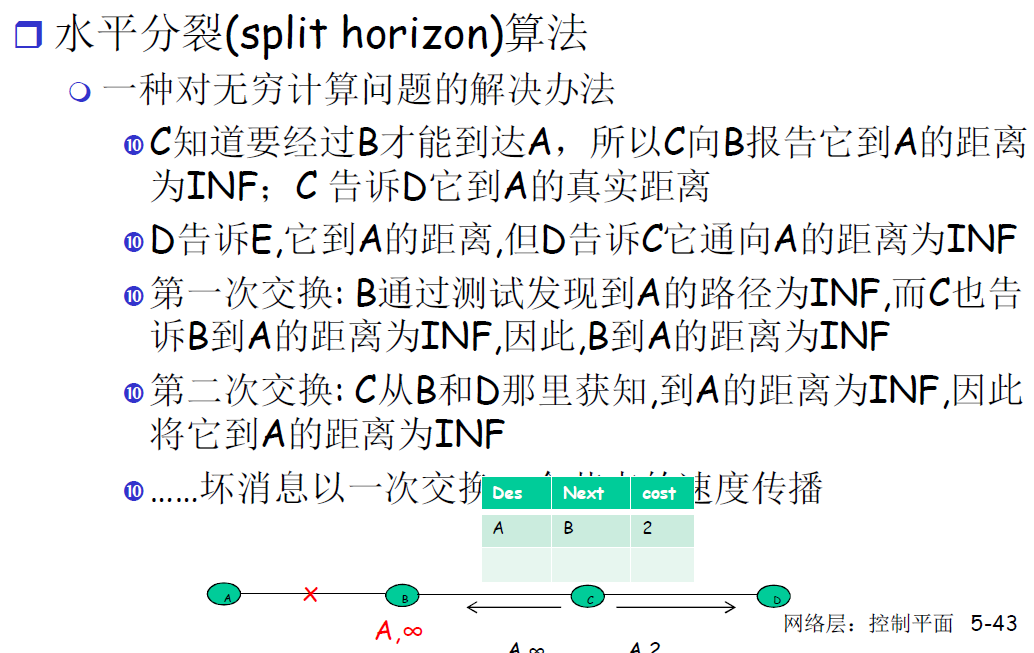 水平分裂(split horizon)算法
一种对无穷计算问题的解决办法
C知道要经过B才能到达A，所以C向B报告它到A的距离
为INF；C 告诉D它到A的真实距离
D告诉E,它到A的距离,但D告诉C它通向A的距离为INF
第一次交换: B通过测试发现到A的路径为INF,而C也告
诉B到A的距离为INF,因此,B到A的距离为INF
第二次交换: C从B和D那里获知,到A的距离为INF,因此
将它到A的距离为INF
……坏消息以一次交换 速度传播
Des Next cost
A B 2
A B C D
A,∞
A,∞ A,2
网络层：控制平面 5-43